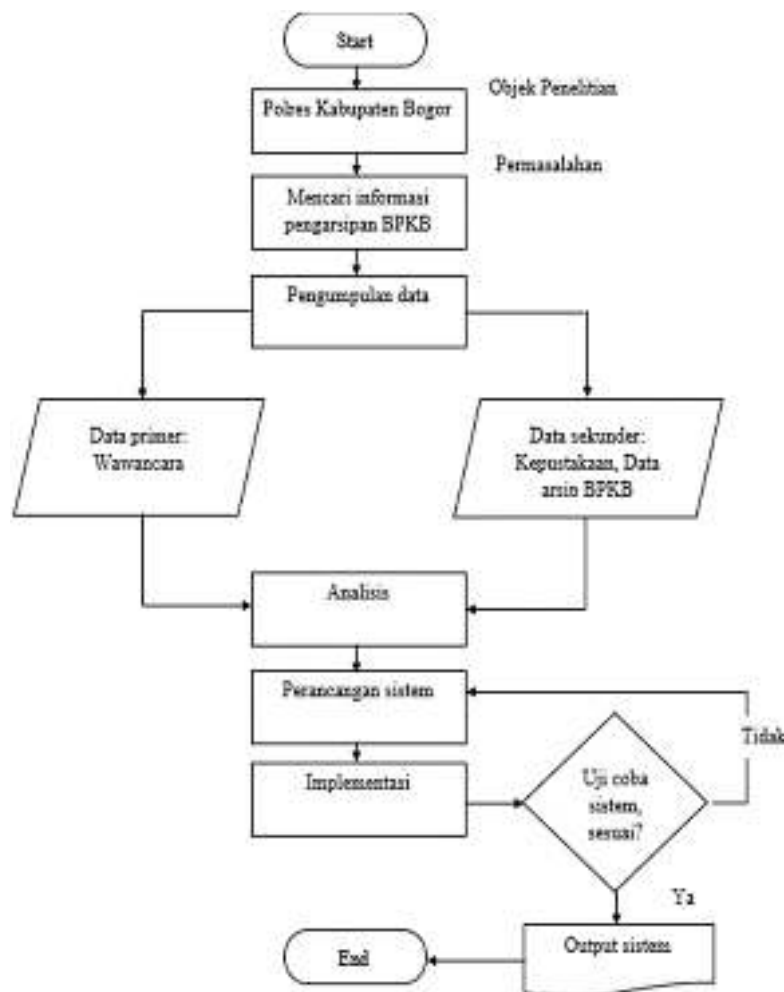 Start
Objek Penelitian
Polres Kabupaten Bogor
Permasalahan
Mencari informasi
pengarsipan BPKB
Pengumpulan data
Data primer:
Wawancara
Data sekunder:
Kepustakaan, Data
arsip BPKB
Analisis
Perancangan sistem
Tidak
Implementasi
Uji coba
sistem,
sesuai?
Ya
Output sistem
End